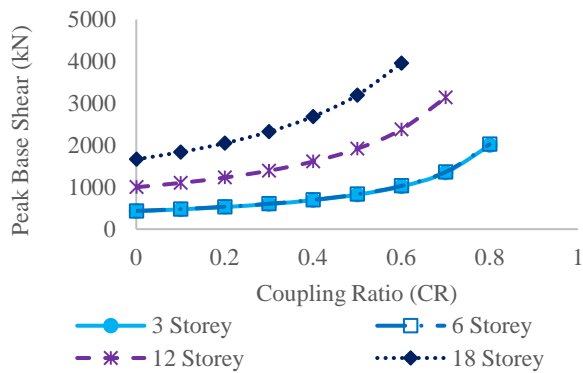 Peak Base Shear (kN)
5000
4000
3000
2000
1000
0
0 0.2 0.4 0.6 0.8 1
Coupling Ratio (CR)
3 Storey 6 Storey
12 Storey 18 Storey